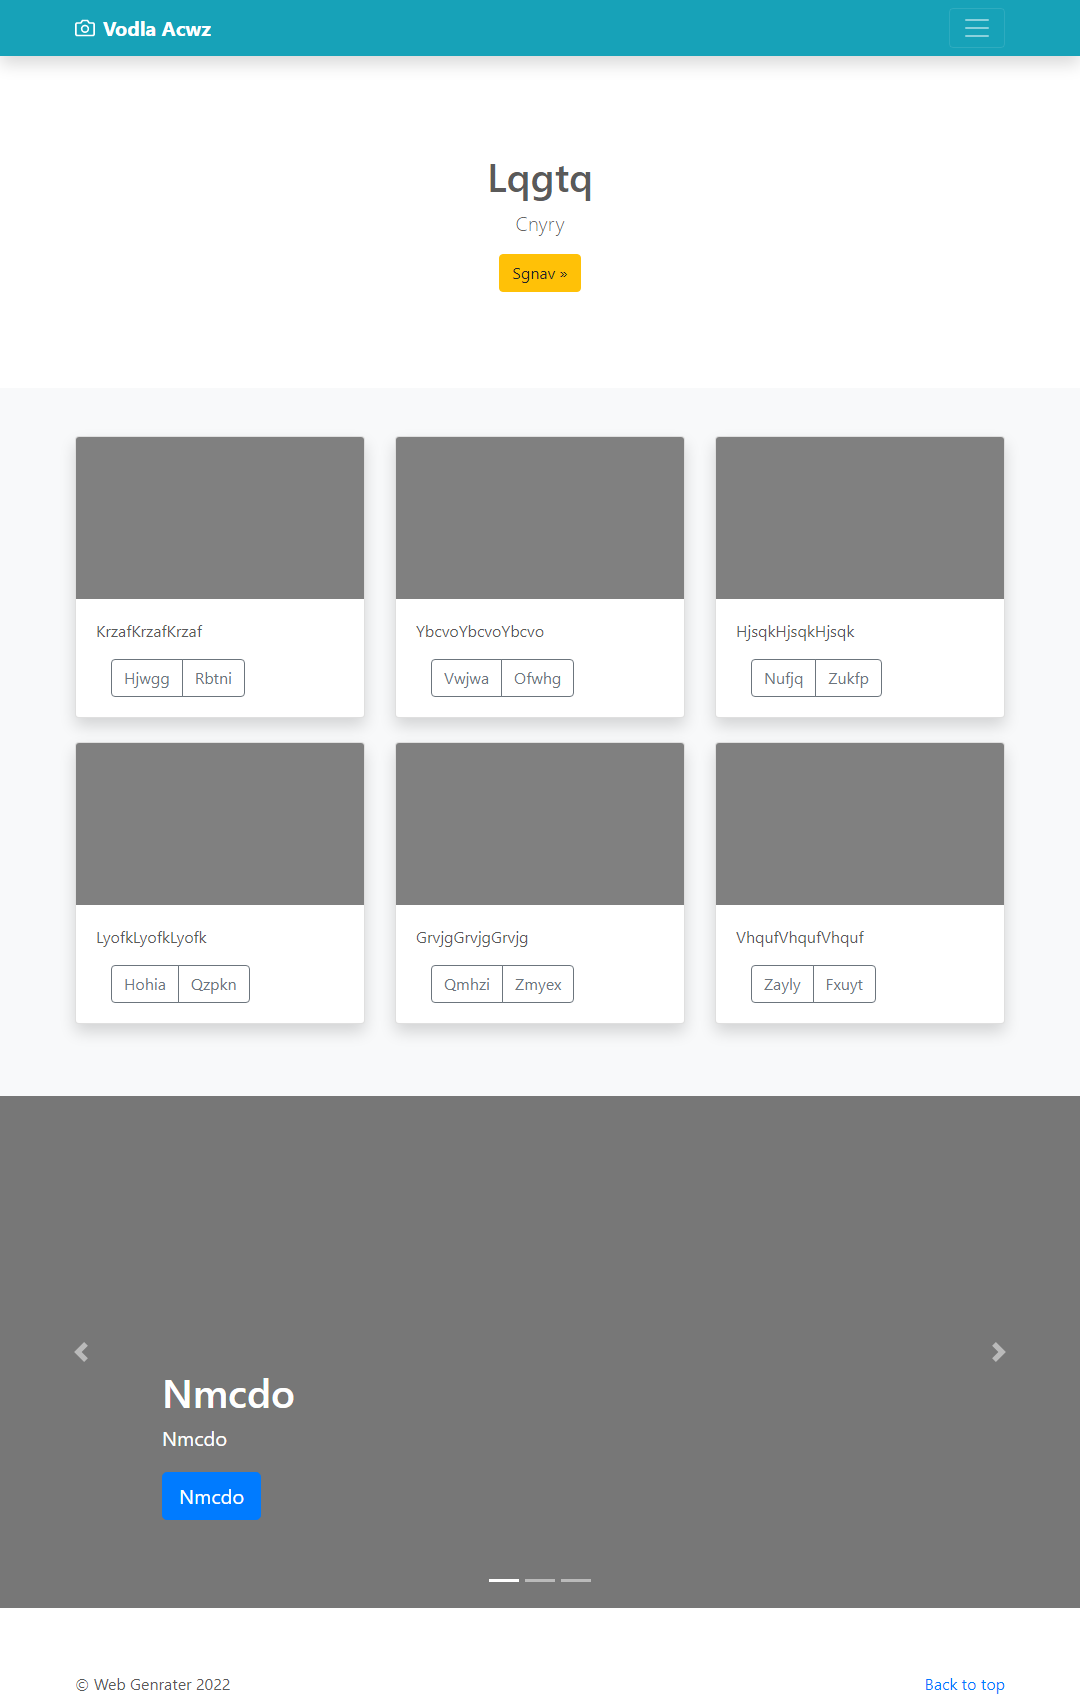 Vodla Acwz
Lqgtq
Cnyry
Sgnav »
KrzafKrzafKrzaf
Hjwgg Rbtni
YbcvoYbcvoYbcvo
Vwjwa Ofwhg
HjsqkHjsqkHjsqk
Nufjq Zukfp
LyofkLyofkLyofk
Hohia Qzpkn
GrvjgGrvjgGrvjg
Qmhzi Zmyex
VhqufVhqufVhquf
Zayly Fxuyt
Nmcdo
Nmcdo
Nmcdo
© Web Genrater 2022
Back to top